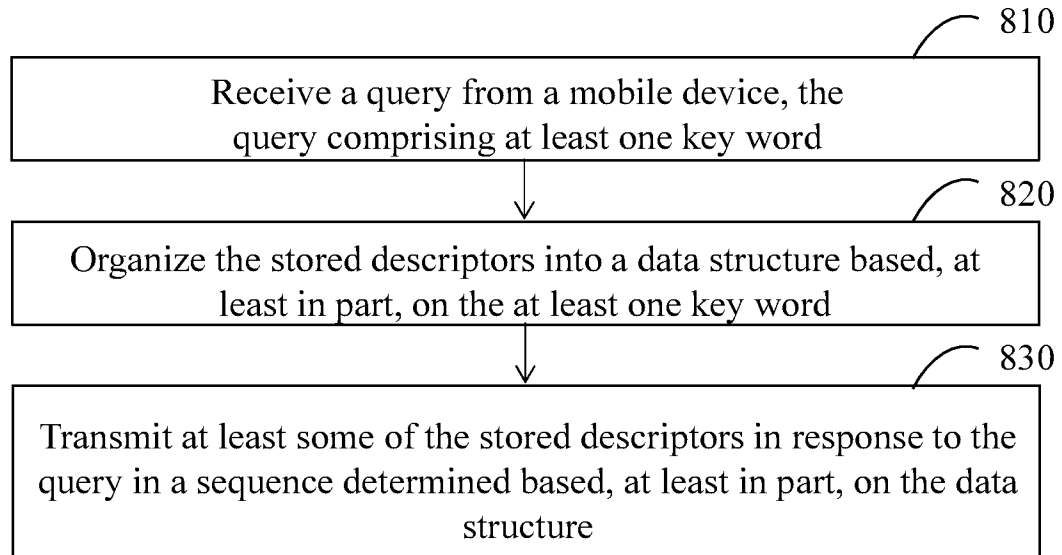 810
Receive a query from a mobile device, the
query comprising at least one key word
820
Organize the stored descriptors into a data structure based, at
least in part, on the at least one key word
830
Transmit at least some of the stored descriptors in response to the
query in a sequence determined based, at least in part, on the data
structure